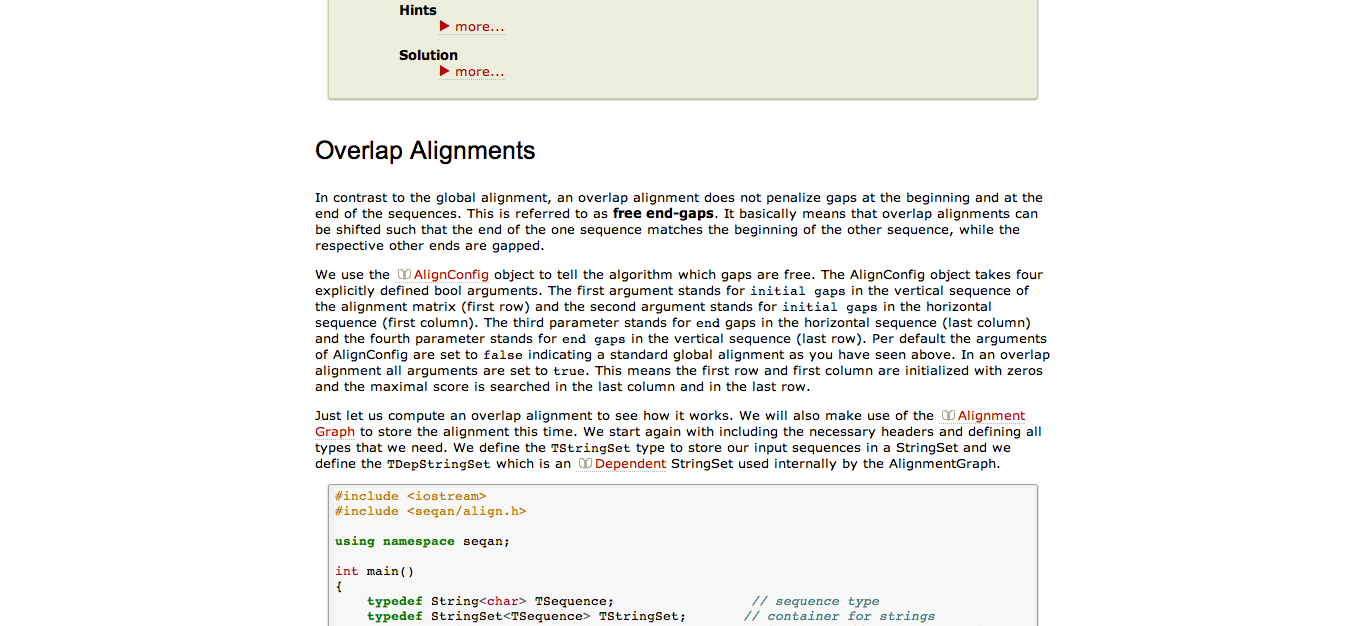 Hints
more...
Solution
more...
Overlap Alignments
In contrast to the global alignment, an overlap alignment does not penalize gaps at the beginning and at the
end of the sequences. This is referred to as free end-gaps. It basically means that overlap alignments can
be shifted such that the end of the one sequence matches the beginning of the other sequence, while the
respective other ends are gapped.
We use the AlignConfig object to tell the algorithm which gaps are free. The AlignConfig object takes four
explicitly defined bool arguments. The first argument stands for initial gaps in the vertical sequence of
the alignment matrix (first row) and the second argument stands for initial gaps in the horizontal
sequence (first column). The third parameter stands for end gaps in the horizontal sequence (last column)
and the fourth parameter stands for end gaps in the vertical sequence (last row). Per default the arguments
of AlignConfig are set to false indicating a standard global alignment as you have seen above. In an overlap
alignment all arguments are set to true. This means the first row and first column are initialized with zeros
and the maximal score is searched in the last column and in the last row.
Just let us compute an overlap alignment to see how it works. We will also make use of the Alignment
Graph to store the alignment this time. We start again with including the necessary headers and defining all
types that we need. We define the TStringSet type to store our input sequences in a StringSet and we
define the TDepStringSet which is an Dependent StringSet used internally by the AlignmentGraph.
#include <iostream>
#include <seqan/align.h>
using namespace seqan;
int main()
{
typedef String<char> TSequence; // sequence type
typedef StringSet<TSequence> TStringSet; // container for strings